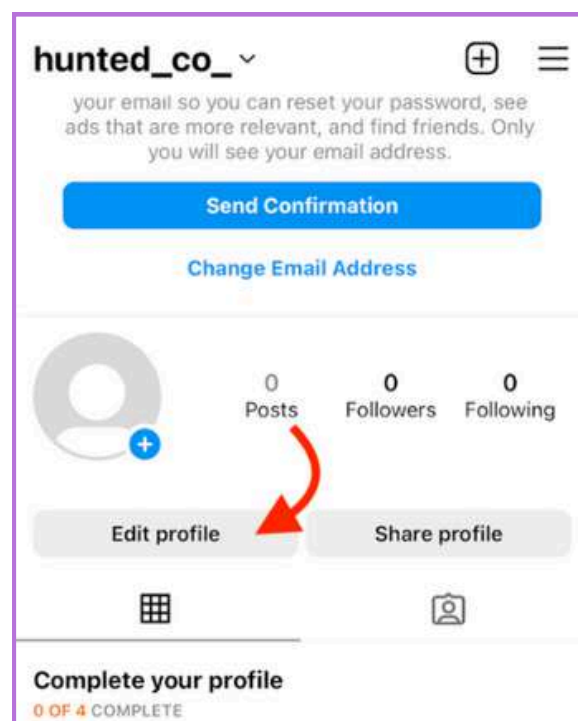 hunted_co_
your email so you can reset your password, see
ads that are more relevant, and find friends. Only
you will see your email address.
Send Confirmation
Change Email Address
0 0 0
Posts Followers Following
Edit profile Share profile
Complete your profile
0 OF 4 COMPLETE